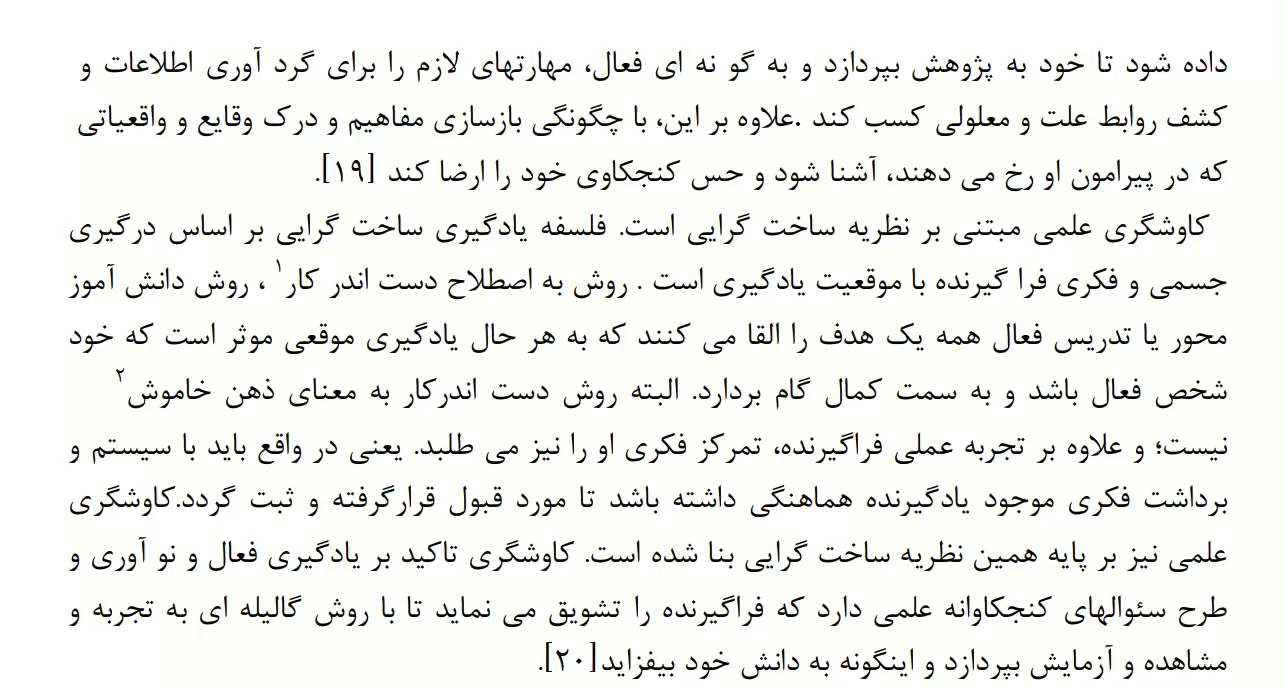 داده شود تا خود به پژوهش بپردازد و به گو نه ای فعال، مهارتهای لازم را برای گرد آوری اطلاعات و
کشف روابط علت و معلولی کسب کند .علاوه بر این، با چگونگی بازسازی مفاهیم و درک وقایع و واقعیاتی
که در پیرامون او رخ می دهند، آشنا شود و حس کنجکاوی خود را ارضا کند [۱۹].
کاوشگری علمی مبتنی بر نظریه ساخت گرایی است. فلسفه یادگیری ساخت گرایی بر اساس درگیری
جسمی و فکری فرا گیرنده با موقعیت یادگیری است . روش به اصطلاح دست اندر کار۱ ، روش دانش آموز
محور یا تدریس فعال همه یک هدف را القا می کنند که به هر حال یادگیری موقعی موثر است که خود
شخص فعال باشد و به سمت کمال گام بردارد. البته روش دست اندرکار به معنای ذهن خاموش۲
نیست؛ و علاوه بر تجربه عملی فراگیرنده، تمرکز فکری او را نیز می طلبد. یعنی در واقع باید با سیستم و
برداشت فکری موجود یادگیرنده هماهنگی داشته باشد تا مورد قبول قرارگرفته و ثبت گردد.کاوشگری
علمی نیز بر پایه همین نظریه ساخت گرایی بنا شده است. کاوشگری تاکید بر یادگیری فعال و نو آوری و
طرح سئوالهای کنجکاوانه علمی دارد که فراگیرنده را تشویق می نماید تا با روش گالیله ای به تجربه و
مشاهده و آزمایش بپردازد و اینگونه به دانش خود بیفزاید[۲۰].